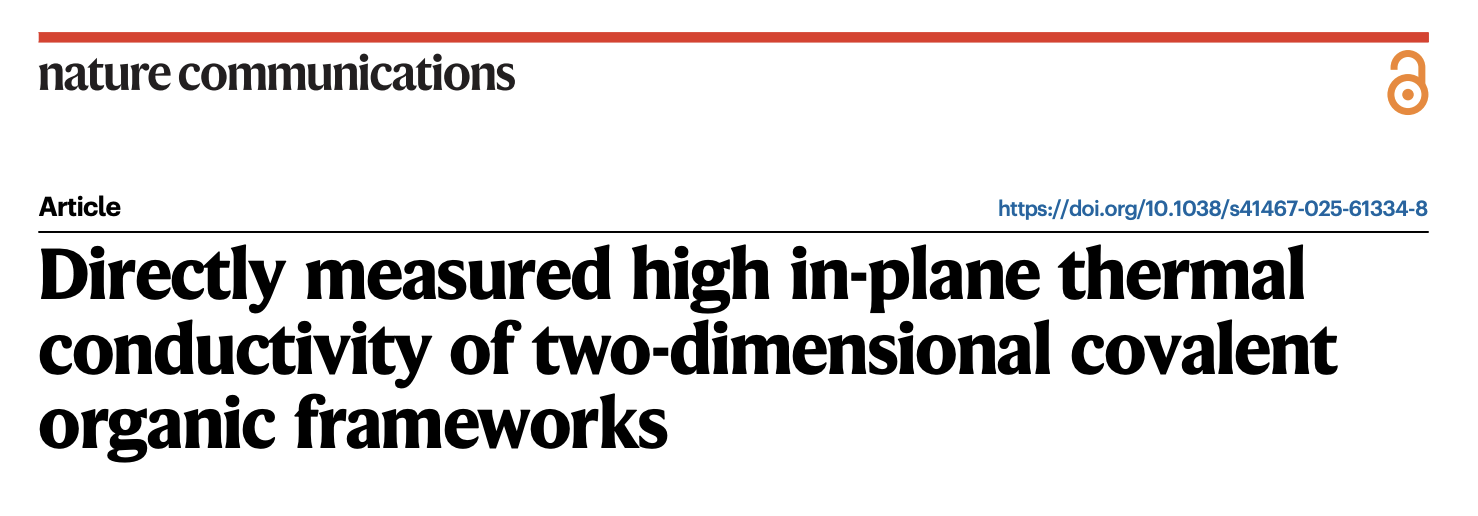 nature communications
Article
https://doi.org/10.1038/s41467-025-61334-8
Directly measured high in-plane thermal
conductivity of two-dimensional covalent
organic frameworks